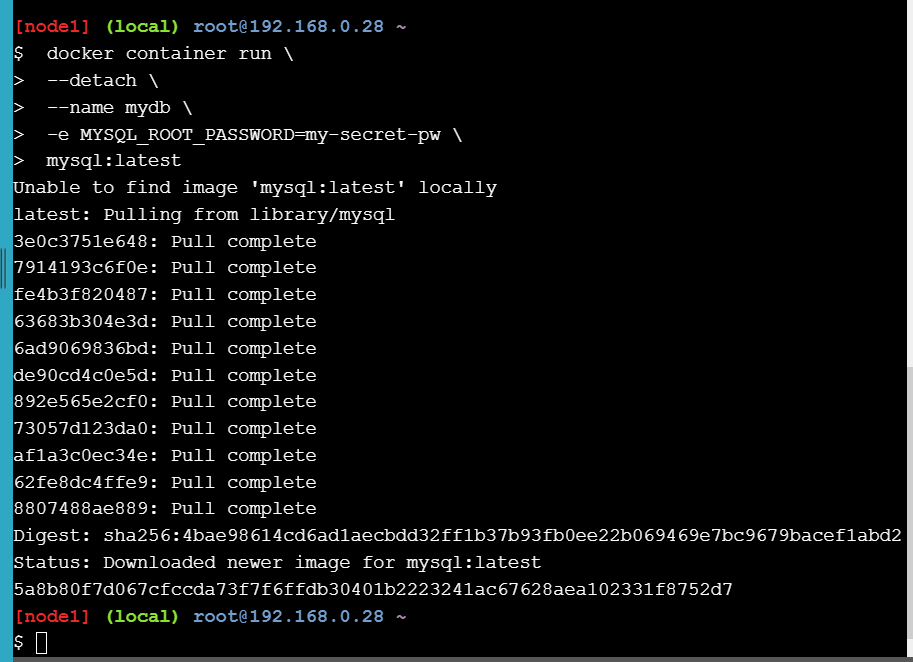 [node1] (local) root@192.168.0.28 ~
$  docker container run \
>  --detach \
>  --name mydb \
>  -e MYSQL_ROOT_PASSWORD=my-secret-pw \
>  mysql:latest
Unable to find image 'mysql:latest' locally
latest: Pulling from library/mysql
3e0c3751e648: Pull complete
7914193c6f0e: Pull complete
fe4b3f820487: Pull complete
63683b304e3d: Pull complete
6ad9069836bd: Pull complete
de90cd4c0e5d: Pull complete
892e565e2cf0: Pull complete
73057d123da0: Pull complete
af1a3c0ec34e: Pull complete
62fe8dc4ffe9: Pull complete
8807488ae889: Pull complete
Digest: sha256:4bae98614cd6ad1aecbdd32ff1b37b93fb0ee22b069469e7bc9679bacef1abd2
Status: Downloaded newer image for mysql:latest
5a8b80f7d067cfccda73f7f6ffdb30401b2223241ac67628aea102331f8752d7
[node1] (local) root@192.168.0.28 ~
$